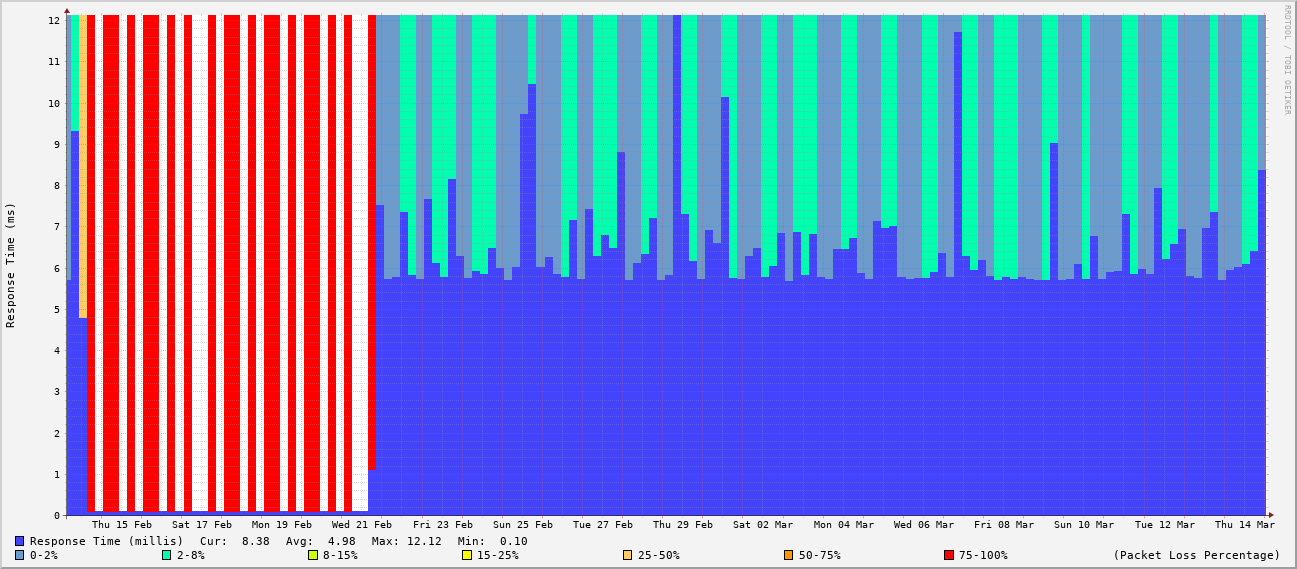 RRDTOOL / TOBI OETIKER
Response Time (ms)
12
11
10
9
8
7
6
5
4
3
2
1
0
Thu 15 Feb Sat 17 Feb Mon 19 Feb Wed 21 Feb Fri 23 Feb Sun 25 Feb Tue 27 Feb Thu 29 Feb Sat 02 Mar Mon 04 Mar Wed 06 Mar Fri 08 Mar Sun 10 Mar Tue 12 Mar Thu 14 Mar
Response Time (millis) Cur: 8.38 Avg: 4.98 Max: 12.12 Min: 0.10
0-2% 2-8% 8-15% 15-25% 25-50% 50-75% 75-100% (Packet Loss Percentage)